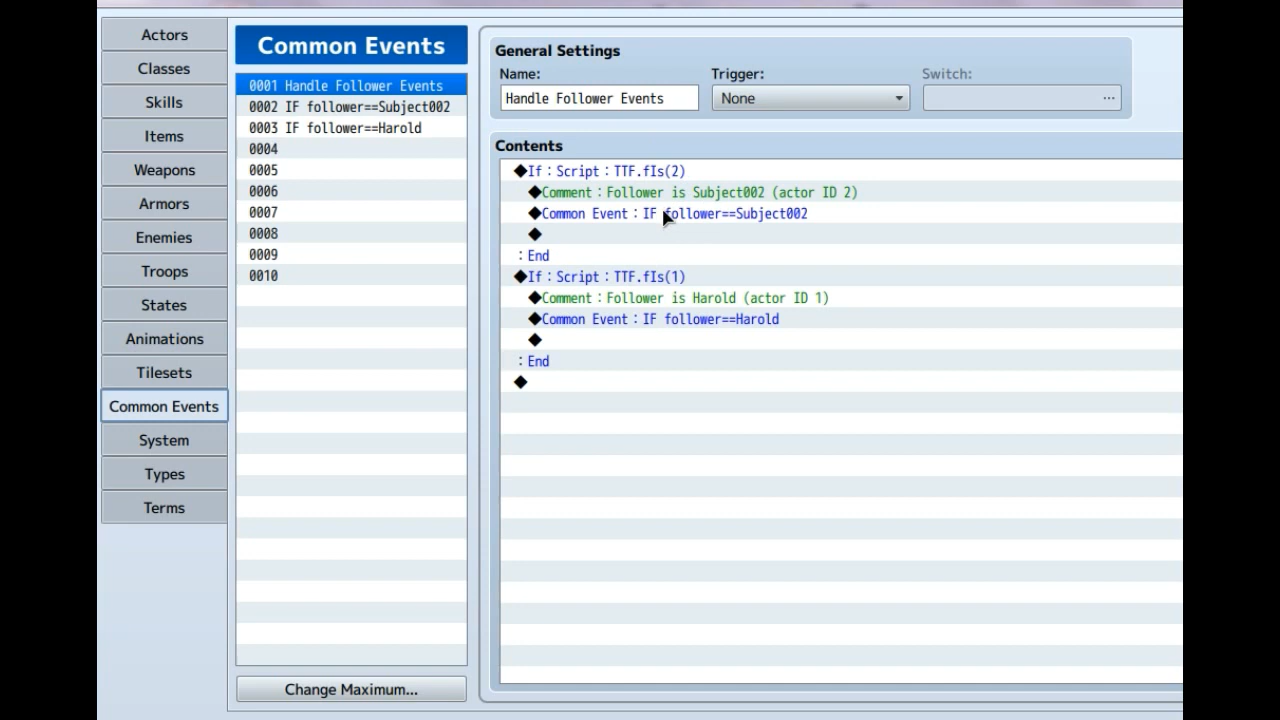 Actors
Classes
Skills
Items
Weapons
Armors
Enemies
Troops
States
Animations
Tilesets
Common Events
System
Types
Terms
Common Events
0001 Handle Follower Events
0002 IF follower==Subject002
0003 IF follower==Harold
0004
0005
0006
0007
0008
0009
0010
Change Maximum...
General Settings
Name:
Trigger:
Switch:
Handle Follower Events
None
...
Contents
◆If：Script：TTF.fIs(2)
◆Comment：Follower is Subject002 (actor ID 2)
◆Common Event：IF follower==Subject002
◆
：End
◆If：Script：TTF.fIs(1)
◆Comment：Follower is Harold (actor ID 1)
◆Common Event：IF follower==Harold
◆
：End
◆